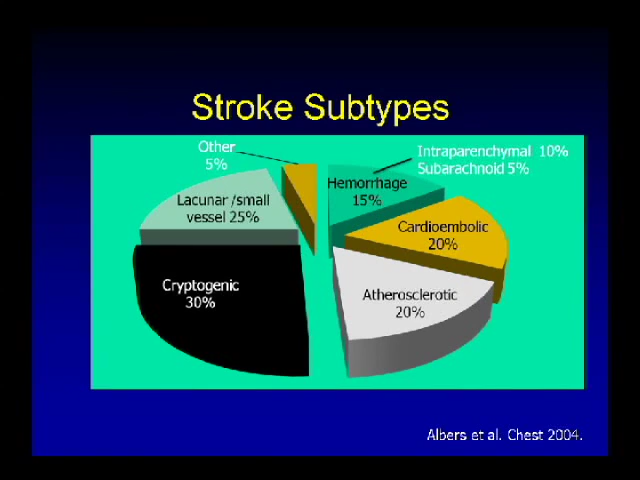 Stroke Subtypes
Other
5%
Intraparenchymal 10%
Subarachnoid 5%
Hemorrhage
15%
Lacunar /small
vessel 25%
Cardioembolic
20%
Cryptogenic
30%
Atherosclerotic
20%
Albers et al. Chest 2004.